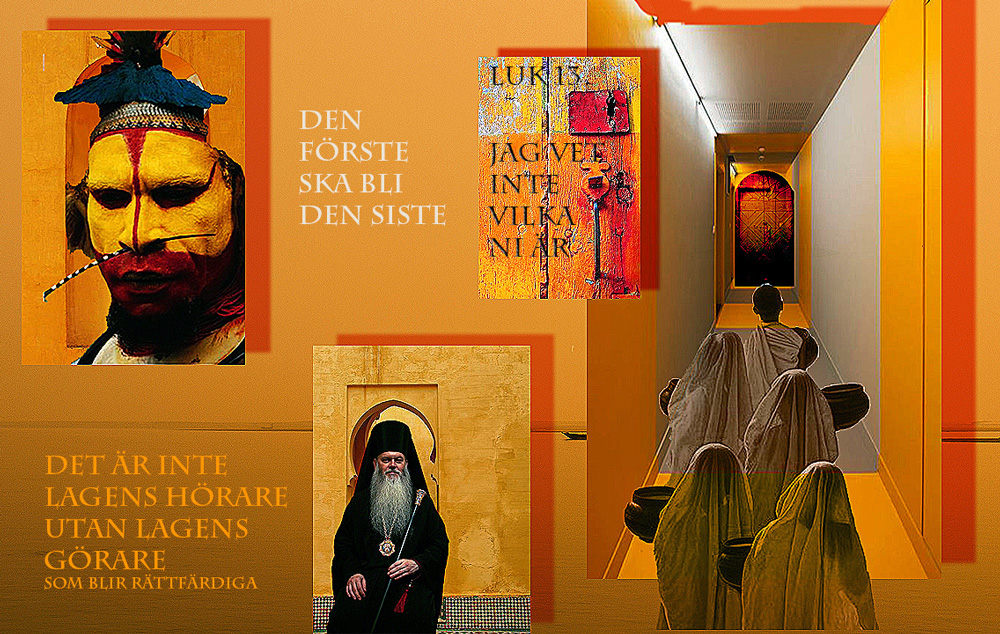 DEN
FÖRSTE
SKA BLI
DEN SISTE
LUK 13
JAG VET
INTE
VILKA
NI ÄR
DET ÄR INTE
LAGENS HÖRARE
UTAN LAGENS
GÖRARE
SOM BLIR RÄTTFÄRDIGA